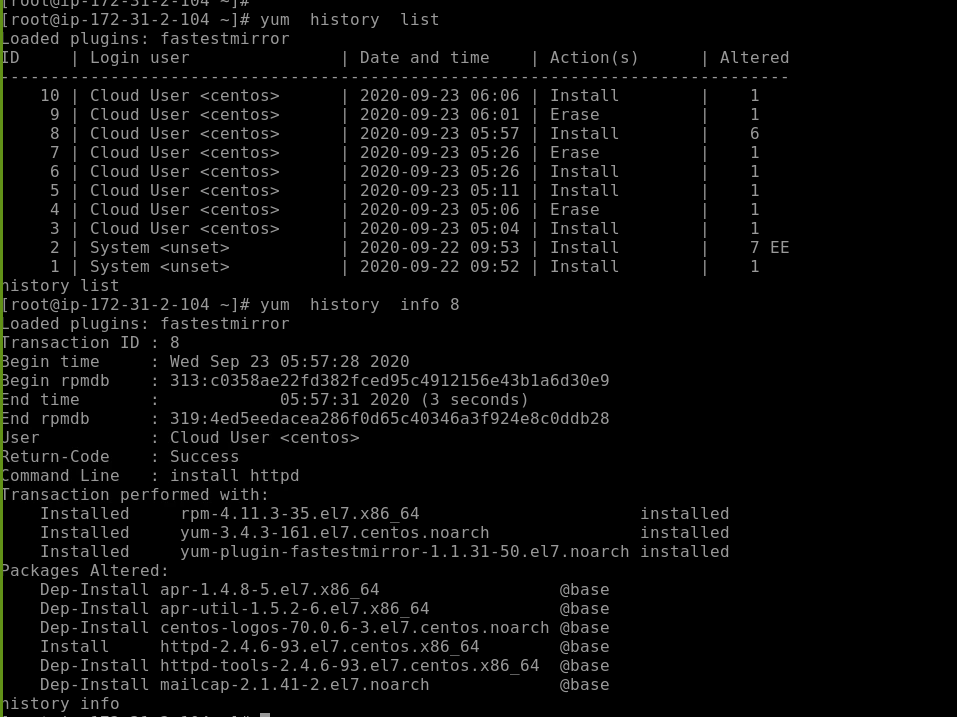 [root@ip-172-31-2-104 ~]#
[root@ip-172-31-2-104 ~]# yum  history  list
Loaded plugins: fastestmirror
ID     | Login user               | Date and time    | Action(s)      | Altered
-------------------------------------------------------------------------------
    10 | Cloud User <centos>      | 2020-09-23 06:06 | Install        |    1
     9 | Cloud User <centos>      | 2020-09-23 06:01 | Erase          |    1
     8 | Cloud User <centos>      | 2020-09-23 05:57 | Install        |    6
     7 | Cloud User <centos>      | 2020-09-23 05:26 | Erase          |    1
     6 | Cloud User <centos>      | 2020-09-23 05:26 | Install        |    1
     5 | Cloud User <centos>      | 2020-09-23 05:11 | Install        |    1
     4 | Cloud User <centos>      | 2020-09-23 05:06 | Erase          |    1
     3 | Cloud User <centos>      | 2020-09-23 05:04 | Install        |    1
     2 | System <unset>           | 2020-09-22 09:53 | Install        |    7 EE
     1 | System <unset>           | 2020-09-22 09:52 | Install        |    1
history list
[root@ip-172-31-2-104 ~]# yum  history  info 8
Loaded plugins: fastestmirror
Transaction ID : 8
Begin time     : Wed Sep 23 05:57:28 2020
Begin rpmdb    : 313:c0358ae22fd382fced95c4912156e43b1a6d30e9
End time       :            05:57:31 2020 (3 seconds)
End rpmdb      : 319:4ed5eedacea286f0d65c40346a3f924e8c0ddb28
User           : Cloud User <centos>
Return-Code    : Success
Command Line   : install httpd
Transaction performed with:
    Installed     rpm-4.11.3-35.el7.x86_64                      installed
    Installed     yum-3.4.3-161.el7.centos.noarch               installed
    Installed     yum-plugin-fastestmirror-1.1.31-50.el7.noarch installed
Packages Altered:
    Dep-Install apr-1.4.8-5.el7.x86_64                  @base
    Dep-Install apr-util-1.5.2-6.el7.x86_64             @base
    Dep-Install centos-logos-70.0.6-3.el7.centos.noarch @base
    Install     httpd-2.4.6-93.el7.centos.x86_64        @base
    Dep-Install httpd-tools-2.4.6-93.el7.centos.x86_64  @base
    Dep-Install mailcap-2.1.41-2.el7.noarch             @base
history info
[root@ip-172-31-2-104 ~]#